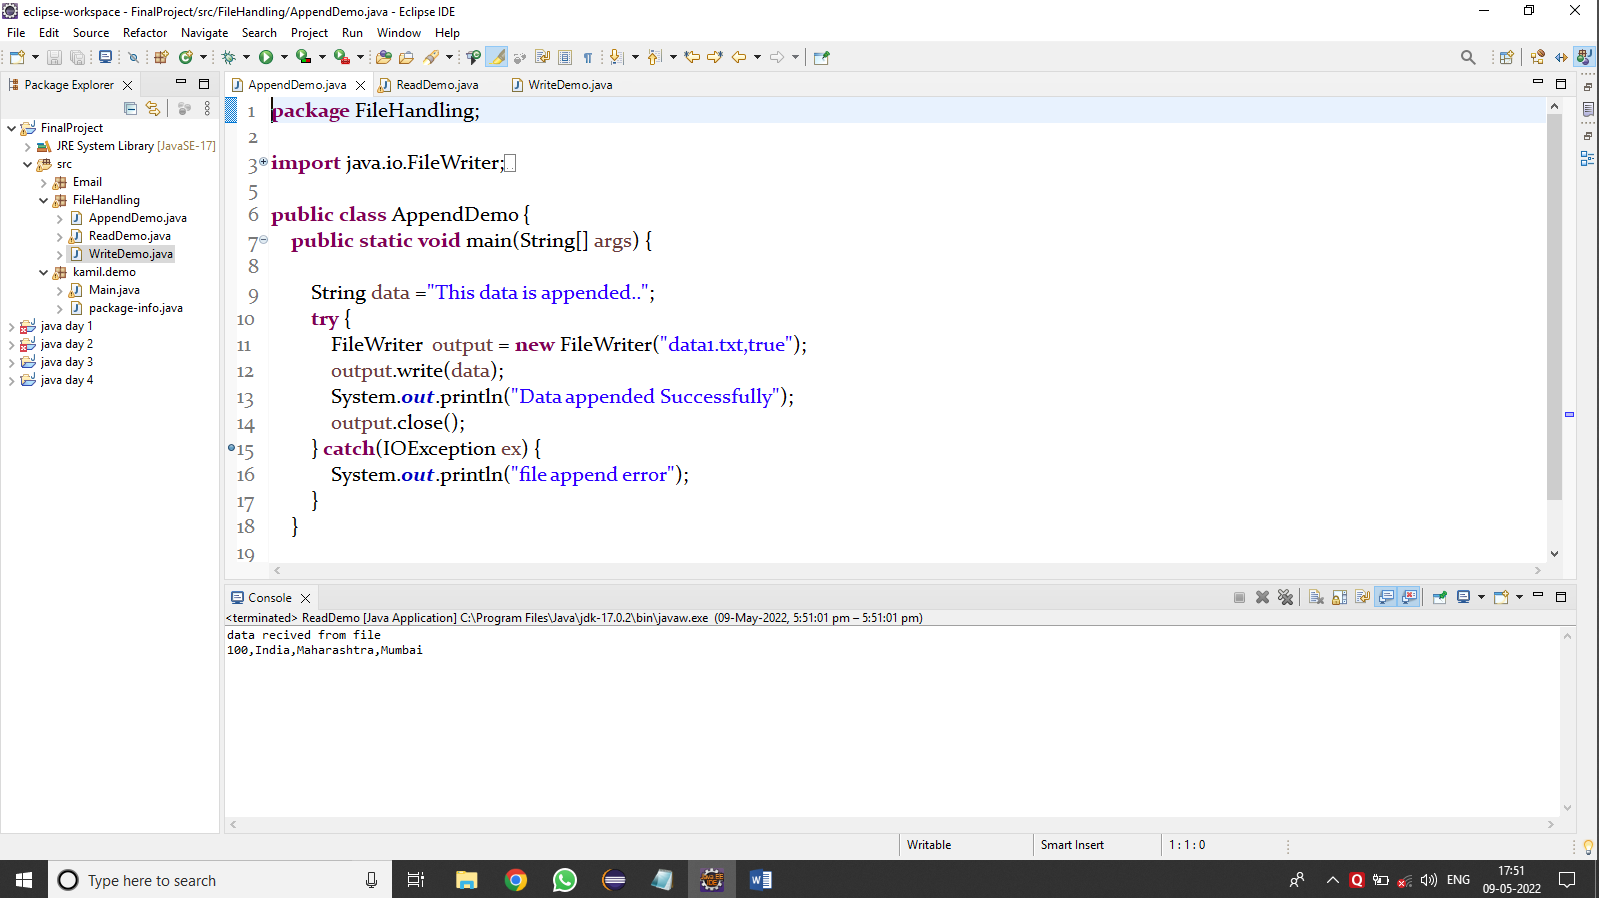 eclipse-workspace - FinalProject/src/FileHandling/AppendDemo.java - Eclipse IDE
File Edit Source Refactor Navigate Search Project Run Window Help
Package Explorer
FinalProject
JRE System Library [JavaSE-17]
src
Email
FileHandling
AppendDemo.java
ReadDemo.java
WriteDemo.java
kamil.demo
Main.java
package-info.java
java day 1
java day 2
java day 3
java day 4
AppendDemo.java ReadDemo.java WriteDemo.java
1 package FileHandling;
2
3 import java.io.FileWriter;
5
6 public class AppendDemo {
7 public static void main(String[] args) {
8
9 String data ="This data is appended..";
10 try {
11 FileWriter output = new FileWriter("data1.txt,true");
12 output.write(data);
13 System.out.println("Data appended Successfully");
14 output.close();
15 } catch(IOException ex) {
16 System.out.println("file append error");
17 }
18 }
19
Console
<terminated> ReadDemo [Java Application] C:\Program Files\Java\jdk-17.0.2\bin\javaw.exe (09-May-2022, 5:51:01 pm – 5:51:01 pm)
data recived from file
100,India,Maharashtra,Mumbai
Writable Smart Insert 1 : 1 : 0
Type here to search
ENG
17:51
09-05-2022